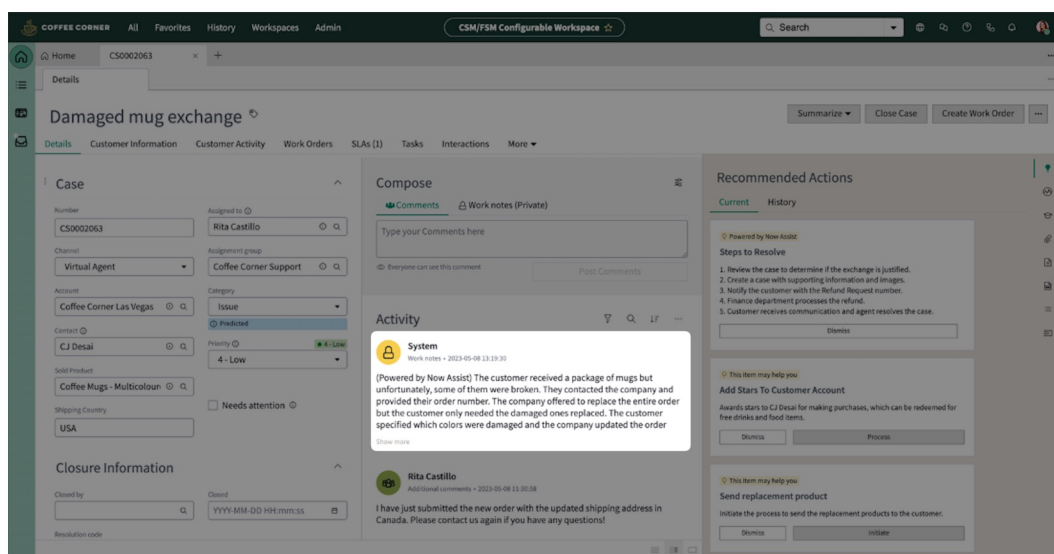 COFFEE CORNER All Favorites History Workspaces Admin
CSM/FSM Configurable Workspace ☆
Search
Home
CS0002063 × +
Details
Damaged mug exchange
Summarize ▾
Close Case
Create Work Order
Details Customer Information Customer Activity Work Orders SLAs (1) Tasks Interactions More ▾
Case
Number
CS0002063
Channel
Virtual Agent
Account
Coffee Corner Las Vegas
Contact
CJ Desai
Sold Product
Coffee Mugs - Multicolour
Shipping Country
USA
Assigned to
Rita Castillo
Assignment group
Coffee Corner Support
Category
Issue
Predicted
Priority
4 - Low
4 - Low
Needs attention
Closure Information
Closed by
Closed
YYYY-MM-DD HH:mm:ss
Resolution code
Compose
Comments
Work notes (Private)
Type your Comments here
Everyone can see this comment
Post Comments
Activity
System
Work notes • 2023-05-08 13:19:30
(Powered by Now Assist) The customer received a package of mugs but
unfortunately, some of them were broken. They contacted the company and
provided their order number. The company offered to replace the entire order
but the customer only needed the damaged ones replaced. The customer
specified which colors were damaged and the company updated the order
Show more
Rita Castillo
Additional comments • 2023-05-08 11:30:58
I have just submitted the new order with the updated shipping address in
Canada. Please contact us again if you have any questions!
Recommended Actions
Current History
Powered by Now Assist
Steps to Resolve
1. Review the case to determine if the exchange is justified.
2. Create a case with supporting information and images.
3. Notify the customer with the Refund Request number.
4. Finance department processes the refund.
5. Customer receives communication and agent resolves the case.
Dismiss
This item may help you
Add Stars To Customer Account
Awards stars to CJ Desai for making purchases, which can be redeemed for
free drinks and food items.
Dismiss
Process
This item may help you
Send replacement product
Initiate the process to send the replacement products to the customer.
Dismiss
Initiate